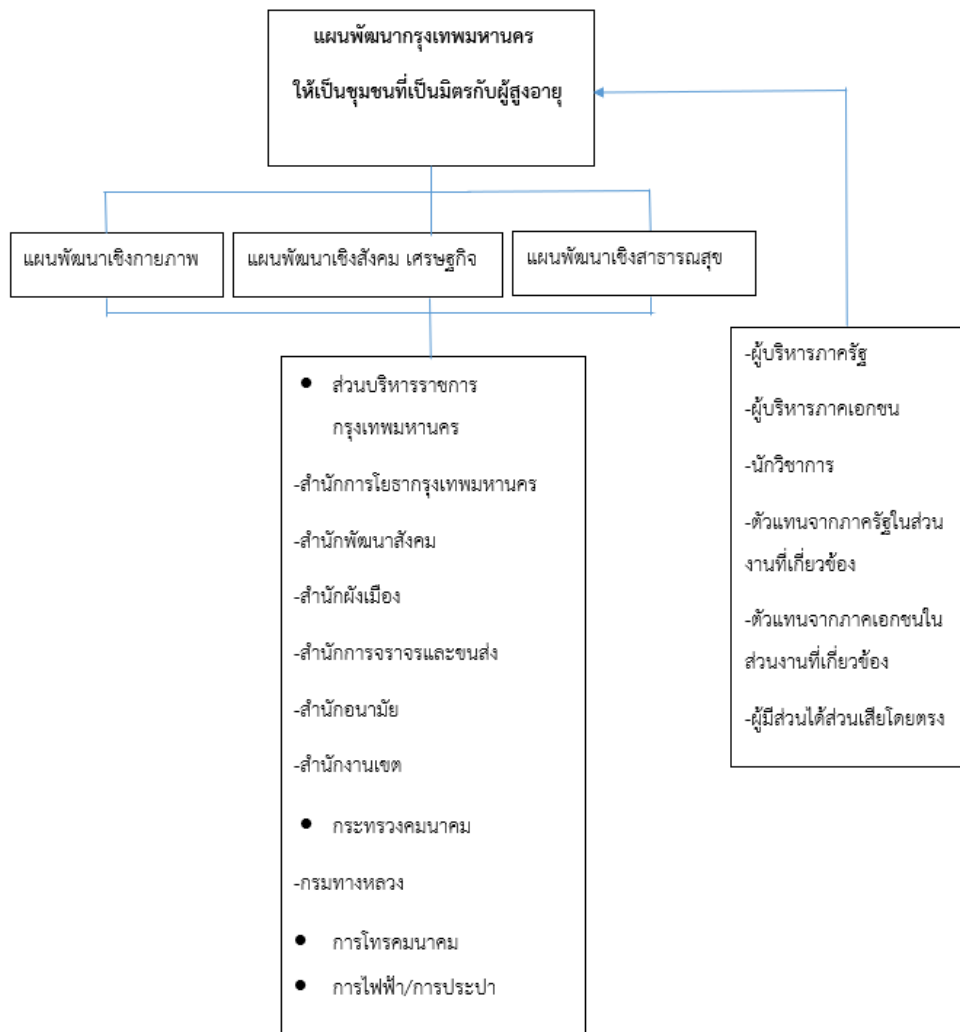 แผนพัฒนากรุงเทพมหานคร
ให้เป็นชุมชนที่เป็นมิตรกับผู้สูงอายุ
แผนพัฒนาเชิงกายภาพ
แผนพัฒนาเชิงสังคม เศรษฐกิจ
แผนพัฒนาเชิงสาธารณสุข
● ส่วนบริหารราชการ
กรุงเทพมหานคร
-สำนักการโยธากรุงเทพมหานคร
-สำนักพัฒนาสังคม
-สำนักผังเมือง
-สำนักการจราจรและขนส่ง
-สำนักอนามัย
-สำนักงานเขต
● กระทรวงคมนาคม
-กรมทางหลวง
● การโทรคมนาคม
● การไฟฟ้า/การประปา
-ผู้บริหารภาครัฐ
-ผู้บริหารภาคเอกชน
-นักวิชาการ
-ตัวแทนจากภาครัฐในส่วน
งานที่เกี่ยวข้อง
-ตัวแทนจากภาคเอกชนใน
ส่วนงานที่เกี่ยวข้อง
-ผู้มีส่วนได้ส่วนเสียโดยตรง